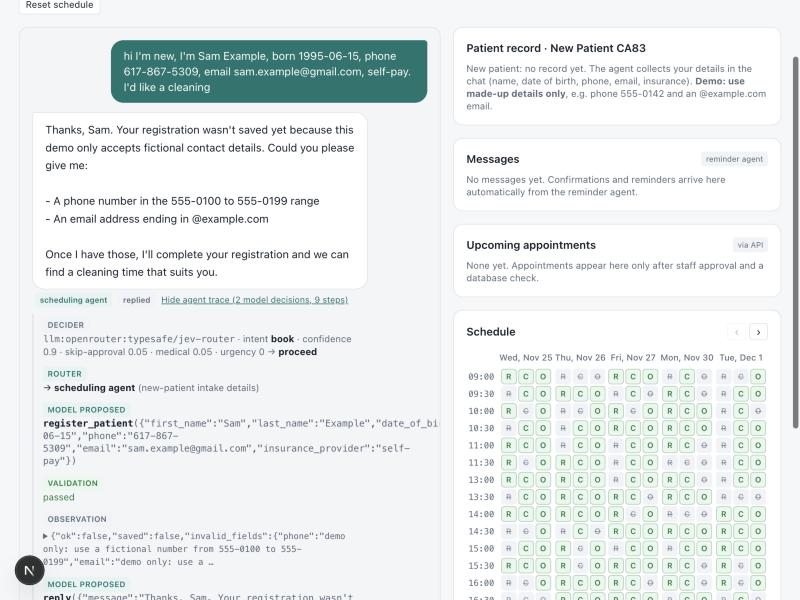 Reset schedule
hi I'm new, I'm Sam Example, born 1995-06-15, phone
617-867-5309, email sam.example@gmail.com, self-pay.
I'd like a cleaning
Thanks, Sam. Your registration wasn't saved yet because this
demo only accepts fictional contact details. Could you please
give me:
- A phone number in the 555-0100 to 555-0199 range
- An email address ending in @example.com
Once I have those, I'll complete your registration and we can
find a cleaning time that suits you.
scheduling agent replied Hide agent trace (2 model decisions, 9 steps)
DECIDER
llm:openrouter:typesafe/jev-router · intent book · confidence
0.9 · skip-approval 0.05 · medical 0.05 · urgency 0 → proceed
ROUTER
→ scheduling agent (new-patient intake details)
MODEL PROPOSED
register_patient({"first_name":"Sam","last_name":"Example","date_of_bi
06-15","phone":"617-867-
5309","email":"sam.example@gmail.com","insurance_provider":"self-
pay"})
VALIDATION
passed
OBSERVATION
▶ {"ok":false,"saved":false,"invalid_fields":{"phone":"demo
only: use a fictional number from 555-0100 to 555-
0199","email":"demo only: use a …
MODEL PROPOSED
reply({"message":"Thanks, Sam. Your registration wasn't
N
Patient record · New Patient CA83
New patient: no record yet. The agent collects your details in the
chat (name, date of birth, phone, email, insurance). Demo: use
made-up details only, e.g. phone 555-0142 and an @example.com
email.
Messages reminder agent
No messages yet. Confirmations and reminders arrive here
automatically from the reminder agent.
Upcoming appointments via API
None yet. Appointments appear here only after staff approval and a
database check.
Schedule ‹ ›
Wed, Nov 25 Thu, Nov 26 Fri, Nov 27 Mon, Nov 30 Tue, Dec 1
09:00 R C O R C O R C O R C O R C O
09:30 R C O R C O R C O R C O R C O
10:00 R C O R C O R C O R C O R C O
10:30 R C O R C O R C O R C O R C O
11:00 R C O R C O R C O R C O R C O
11:30 R C O R C O R C O R C O R C O
13:00 R C O R C O R C O R C O R C O
13:30 R C O R C O R C O R C O R C O
14:00 R C O R C O R C O R C O R C O
14:30 R C O R C O R C O R C O R C O
15:00 R C O R C O R C O R C O R C O
15:30 R C O R C O R C O R C O R C O
16:00 R C O R C O R C O R C O R C O